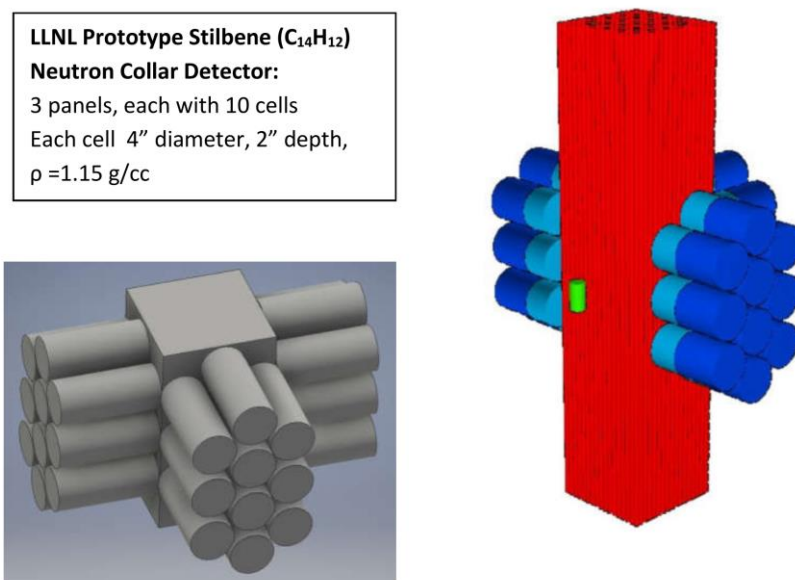 LLNL Prototype Stilbene (C₁₄H₁₂)
Neutron Collar Detector:
3 panels, each with 10 cells
Each cell 4” diameter, 2” depth,
ρ =1.15 g/cc